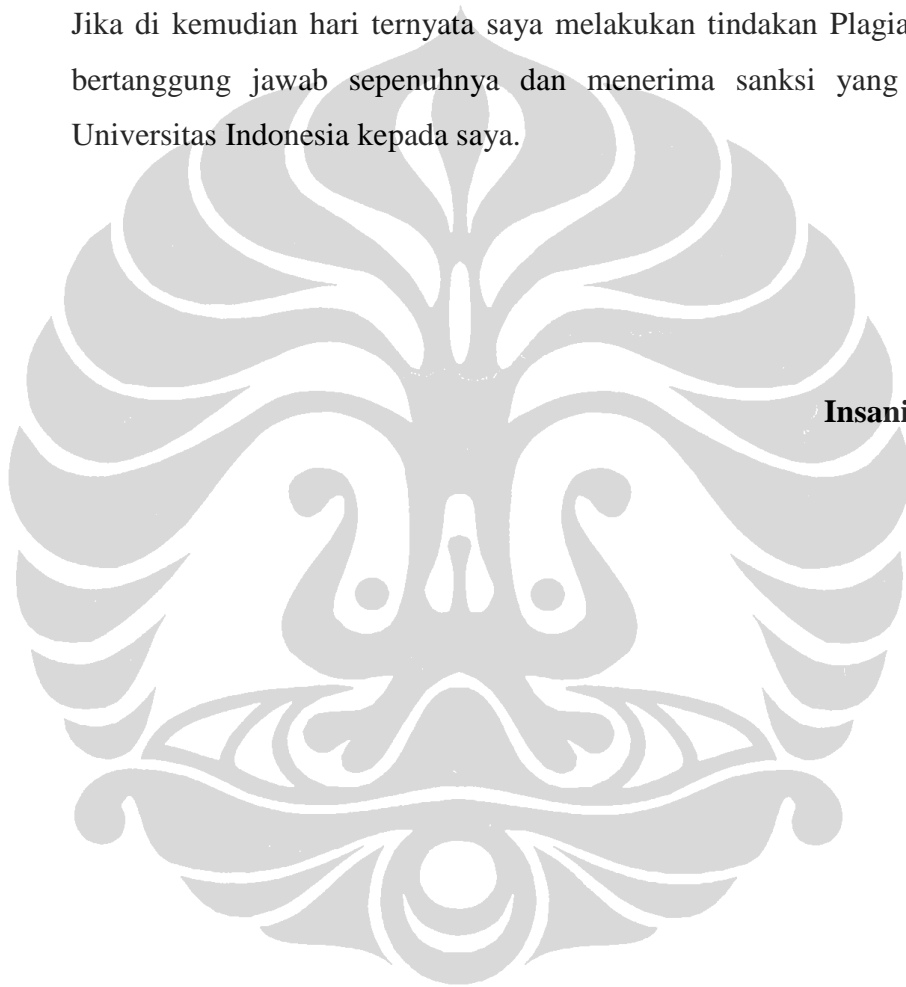 Jika di kemudian hari ternyata saya melakukan tindakan Plagia
bertanggung jawab sepenuhnya dan menerima sanksi yang
Universitas Indonesia kepada saya.
Insani